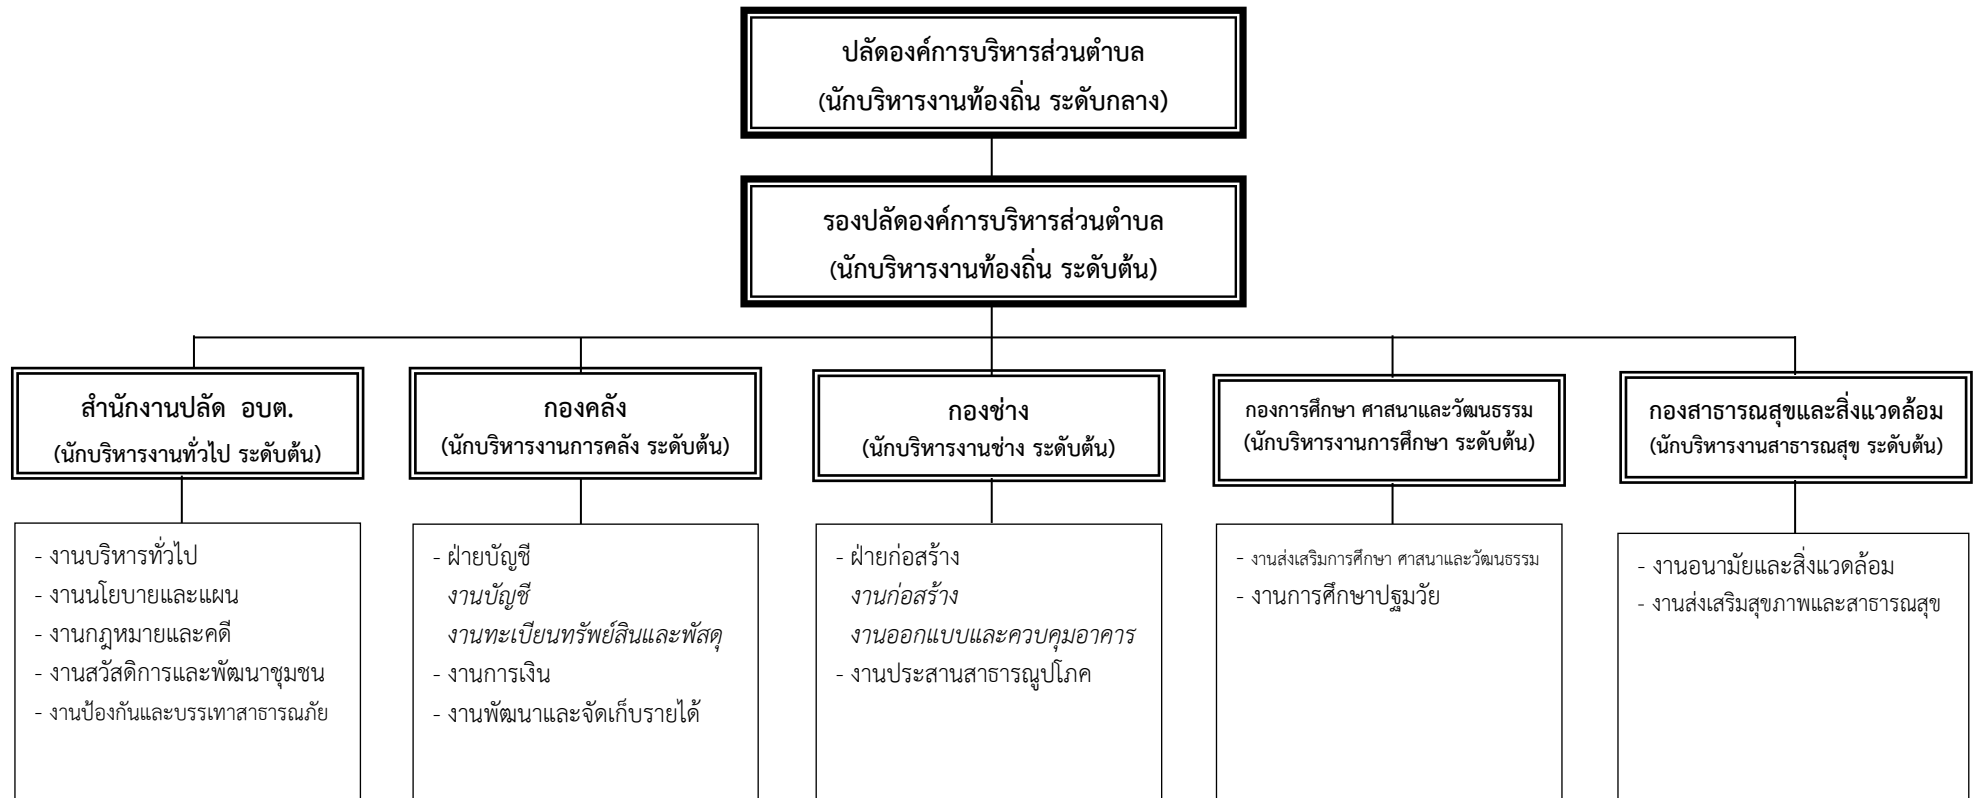 ปลัดองค์การบริหารส่วนตำบล
(นักบริหารงานท้องถิ่น ระดับกลาง)
รองปลัดองค์การบริหารส่วนตำบล
(นักบริหารงานท้องถิ่น ระดับต้น)
สำนักงานปลัด อบต.
(นักบริหารงานทั่วไป ระดับต้น)
- งานบริหารทั่วไป
- งานนโยบายและแผน
- งานกฎหมายและคดี
- งานสวัสดิการและพัฒนาชุมชน
- งานป้องกันและบรรเทาสาธารณภัย
กองคลัง
(นักบริหารงานการคลัง ระดับต้น)
- ฝ่ายบัญชี
งานบัญชี
งานทะเบียนทรัพย์สินและพัสดุ
- งานการเงิน
- งานพัฒนาและจัดเก็บรายได้
กองช่าง
(นักบริหารงานช่าง ระดับต้น)
- ฝ่ายก่อสร้าง
งานก่อสร้าง
งานออกแบบและควบคุมอาคาร
- งานประสานสาธารณูปโภค
กองการศึกษา ศาสนาและวัฒนธรรม
(นักบริหารงานการศึกษา ระดับต้น)
- งานส่งเสริมการศึกษา ศาสนาและวัฒนธรรม
- งานการศึกษาปฐมวัย
กองสาธารณสุขและสิ่งแวดล้อม
(นักบริหารงานสาธารณสุข ระดับต้น)
- งานอนามัยและสิ่งแวดล้อม
- งานส่งเสริมสุขภาพและสาธารณสุข